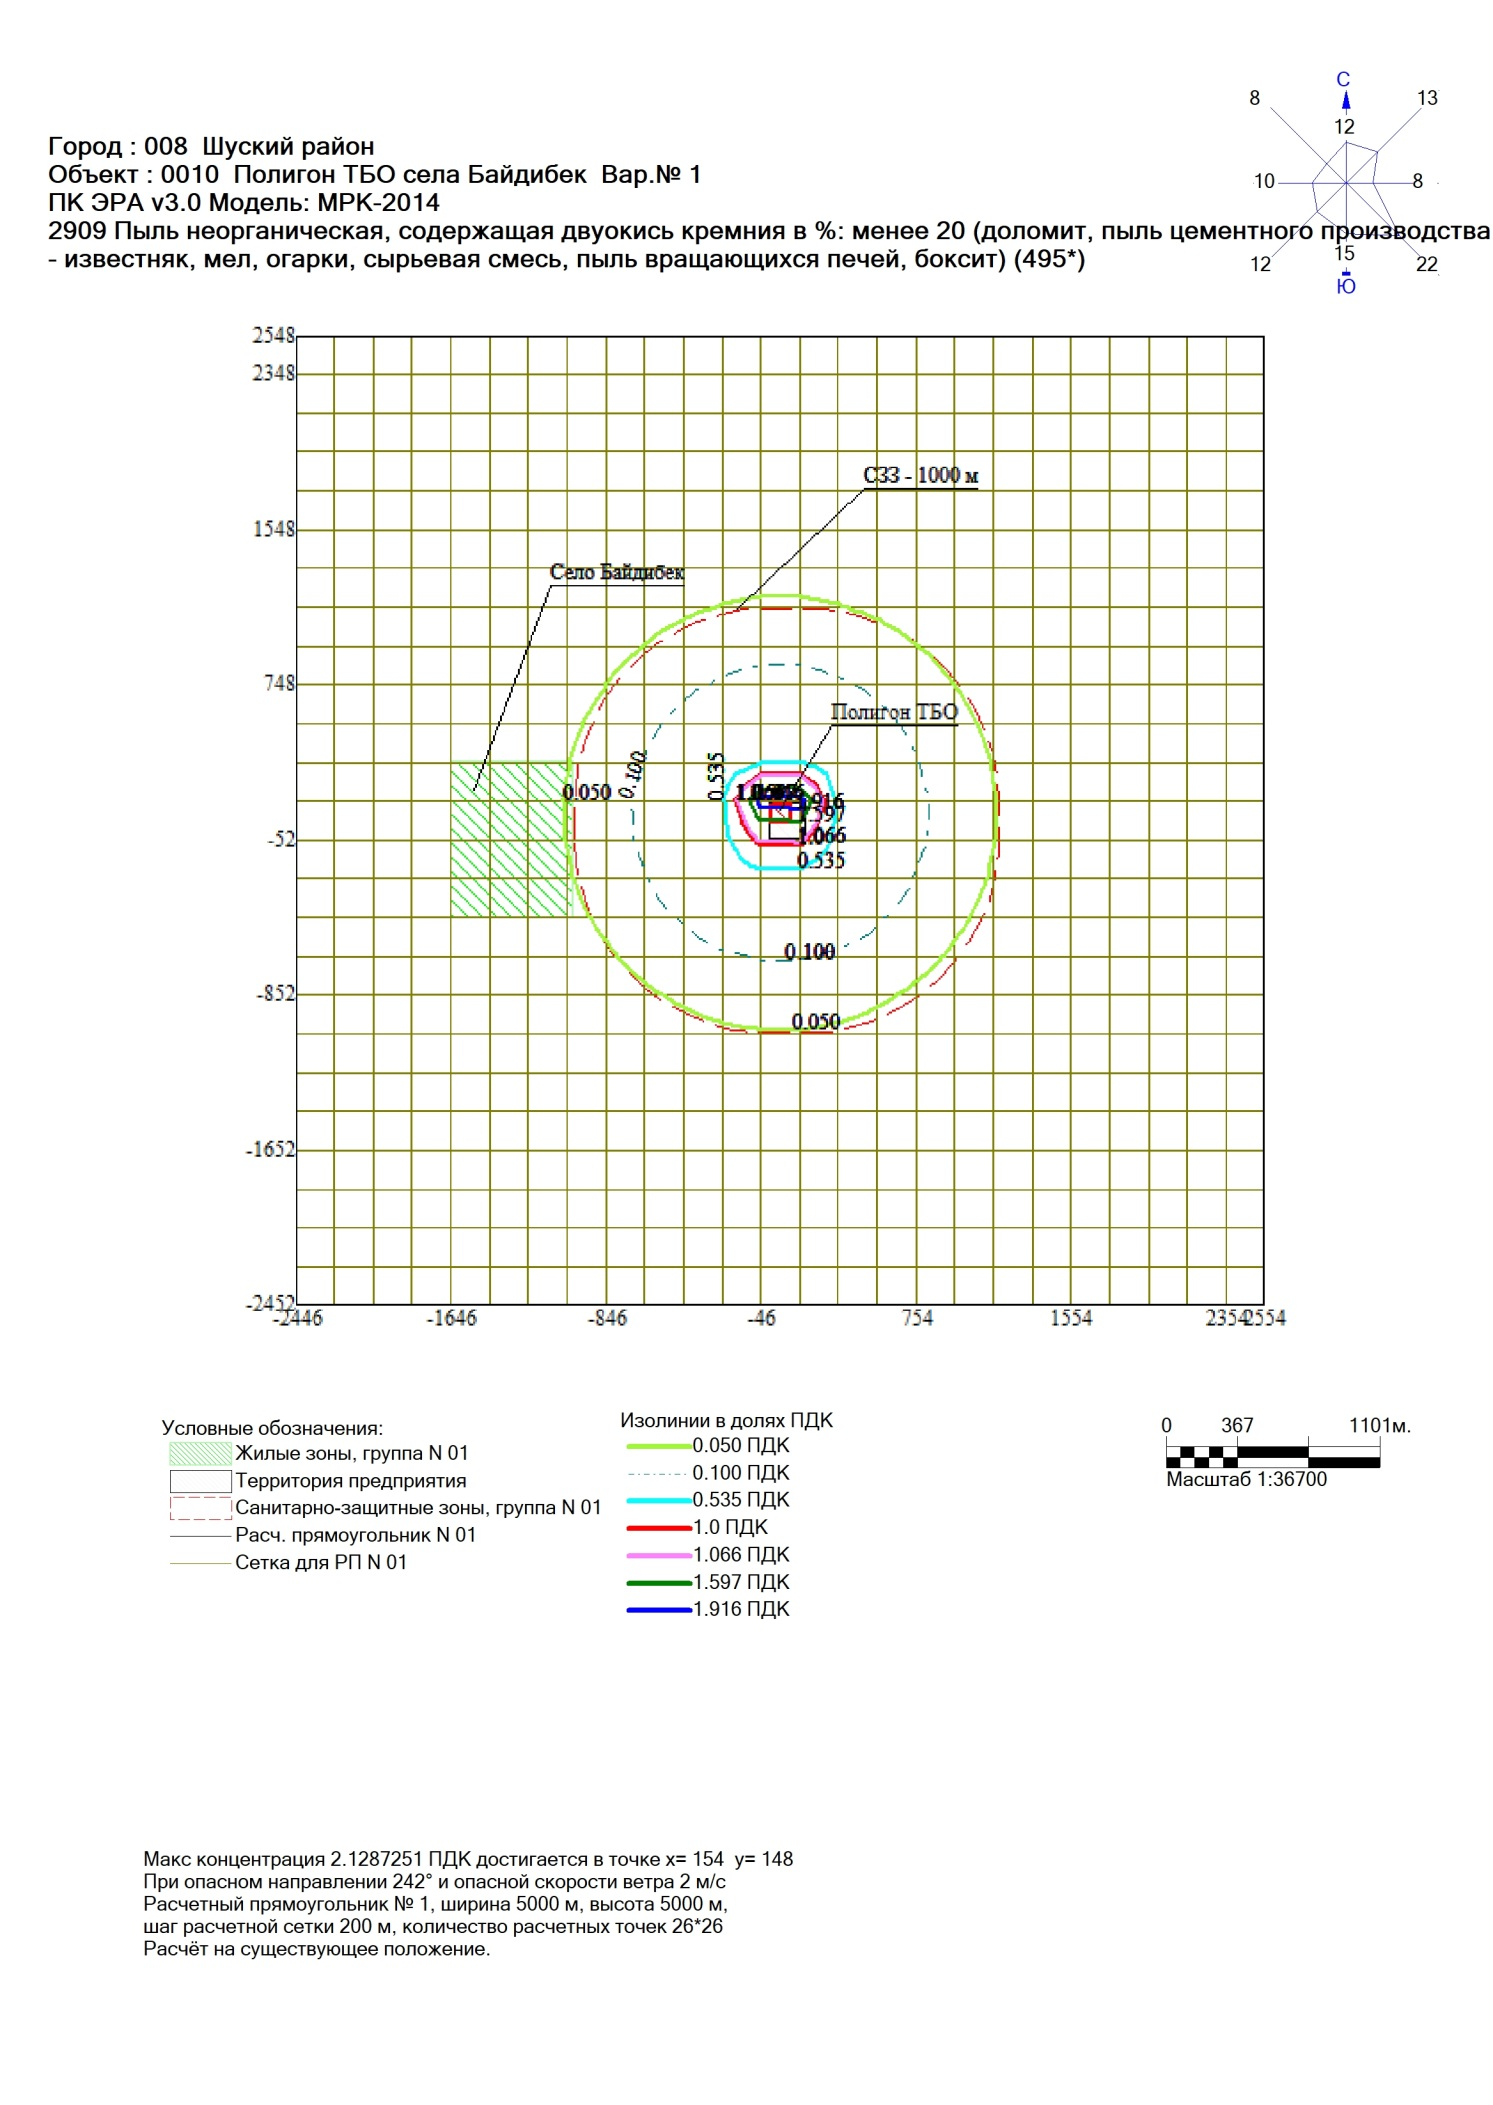 С
8
13
12
10
8
12
15
22
Ю
Город : 008 Шуский район
Объект : 0010 Полигон ТБО села Байдибек Вар.№ 1
ПК ЭРА v3.0 Модель: МРК-2014
2909 Пыль неорганическая, содержащая двуокись кремния в %: менее 20 (доломит, пыль цементного производства
- известняк, мел, огарки, сырьевая смесь, пыль вращающихся печей, боксит) (495*)
2548
2348
1548
748
-52
-852
-1652
-2452
СЗЗ - 1000 м
Село Байдибек
Полигон ТБО
0.050
0.100
0.535
1.916
1.597
1.066
0.535
0.100
0.050
-2446
-1646
-846
-46
754
1554
2354
2554
Условные обозначения:
Жилые зоны, группа N 01
Территория предприятия
Санитарно-защитные зоны, группа N 01
Расч. прямоугольник N 01
Сетка для РП N 01
Изолинии в долях ПДК
0.050 ПДК
0.100 ПДК
0.535 ПДК
1.0 ПДК
1.066 ПДК
1.597 ПДК
1.916 ПДК
0 367 1101м.
Масштаб 1:36700
Макс концентрация 2.1287251 ПДК достигается в точке x= 154 y= 148
При опасном направлении 242° и опасной скорости ветра 2 м/с
Расчетный прямоугольник № 1, ширина 5000 м, высота 5000 м,
шаг расчетной сетки 200 м, количество расчетных точек 26*26
Расчёт на существующее положение.